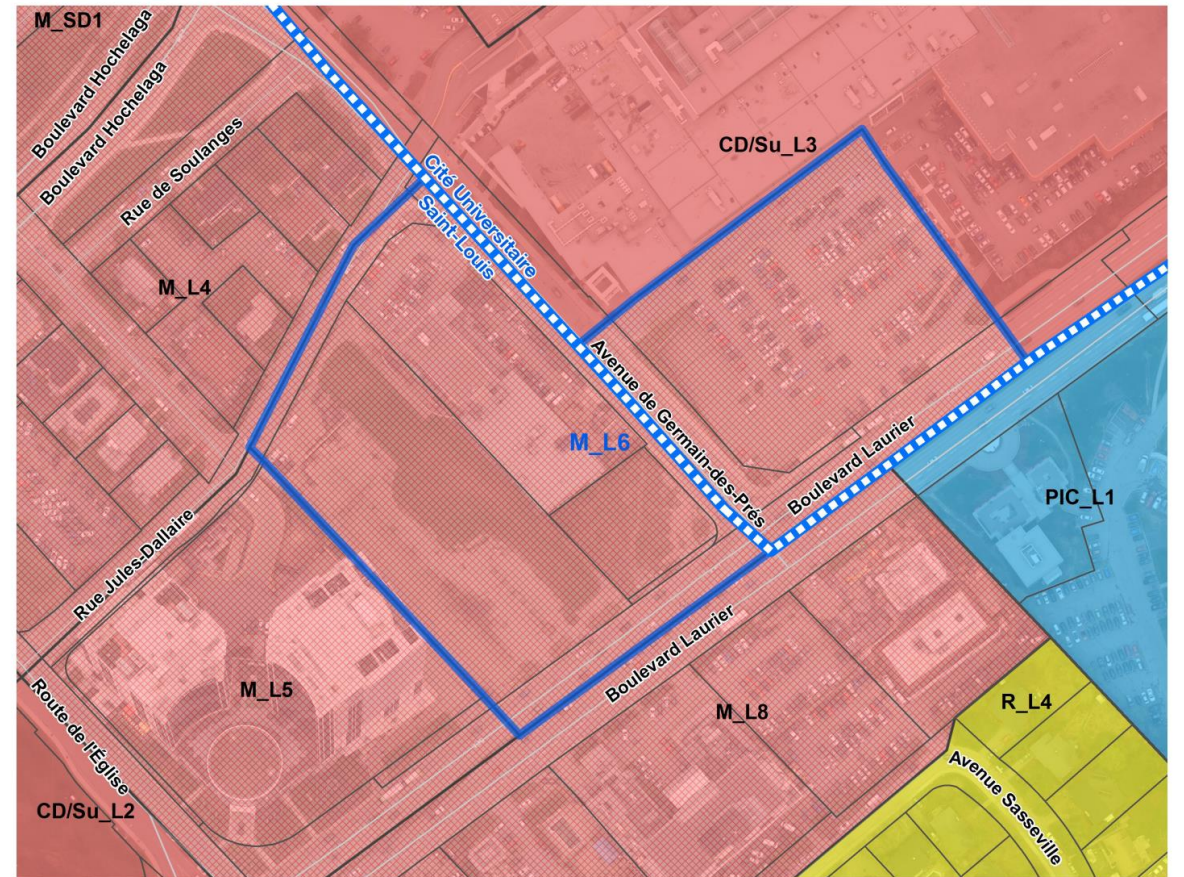 M_SD1
Boulevard Hochelaga
Boulevard Hochelaga
Rue de Soulanges
CD/Su_L3
Cité Universitaire
Saint-Louis
M_L4
Avenue de Germain-des-Prés
M_L6
Boulevard Laurier
PIC_L1
Rue Jules-Dallaire
Boulevard Laurier
M_L5
M_L8
R_L4
Route de l'Église
Avenue Sasseville
CD/Su_L2